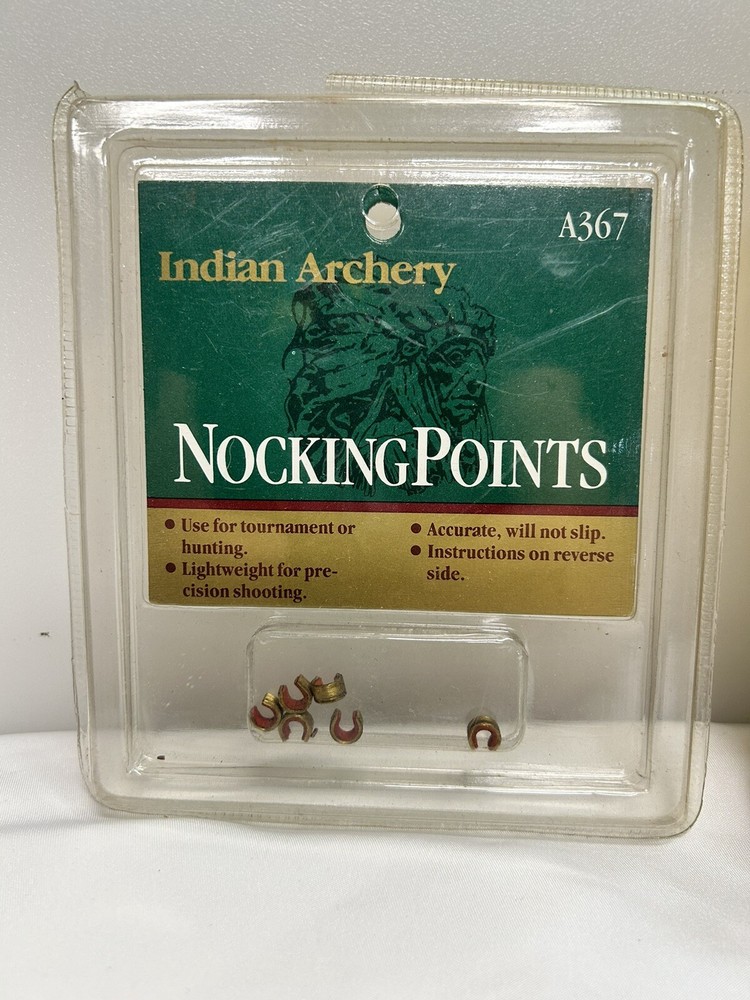 A367
Indian Archery
NOCKINGPOINTS
● Use for tournament or
hunting.
● Lightweight for pre-
cision shooting.
● Accurate, will not slip.
● Instructions on reverse
side.